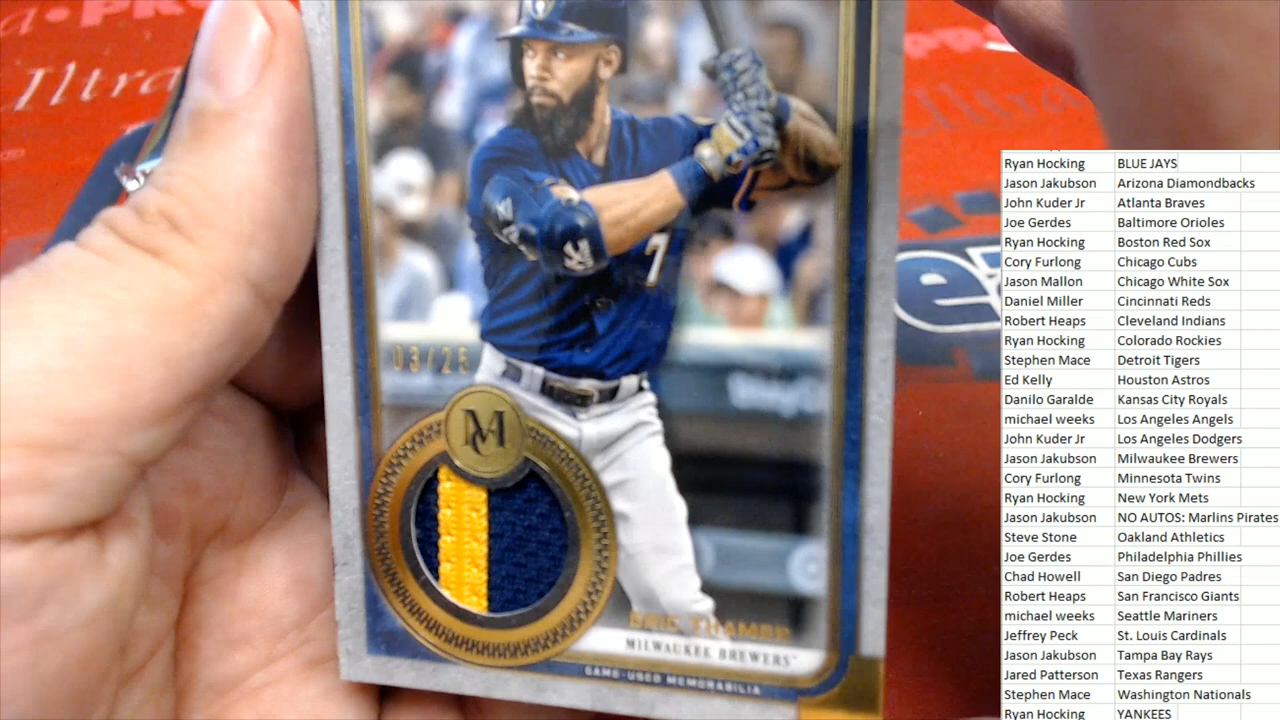 Iltra
PRO
Ultra
7
03/25
M
ERIC THAMES
MILWAUKEE BREWERS™
GAME-USED MEMORABILIA
Ryan Hocking BLUE JAYS
Jason Jakubson Arizona Diamondbacks
John Kuder Jr Atlanta Braves
Joe Gerdes Baltimore Orioles
Ryan Hocking Boston Red Sox
Cory Furlong Chicago Cubs
Jason Mallon Chicago White Sox
Daniel Miller Cincinnati Reds
Robert Heaps Cleveland Indians
Ryan Hocking Colorado Rockies
Stephen Mace Detroit Tigers
Ed Kelly Houston Astros
Danilo Garalde Kansas City Royals
michael weeks Los Angeles Angels
John Kuder Jr Los Angeles Dodgers
Jason Jakubson Milwaukee Brewers
Cory Furlong Minnesota Twins
Ryan Hocking New York Mets
Jason Jakubson NO AUTOS: Marlins Pirates
Steve Stone Oakland Athletics
Joe Gerdes Philadelphia Phillies
Chad Howell San Diego Padres
Robert Heaps San Francisco Giants
michael weeks Seattle Mariners
Jeffrey Peck St. Louis Cardinals
Jason Jakubson Tampa Bay Rays
Jared Patterson Texas Rangers
Stephen Mace Washington Nationals
Ryan Hocking YANKEES